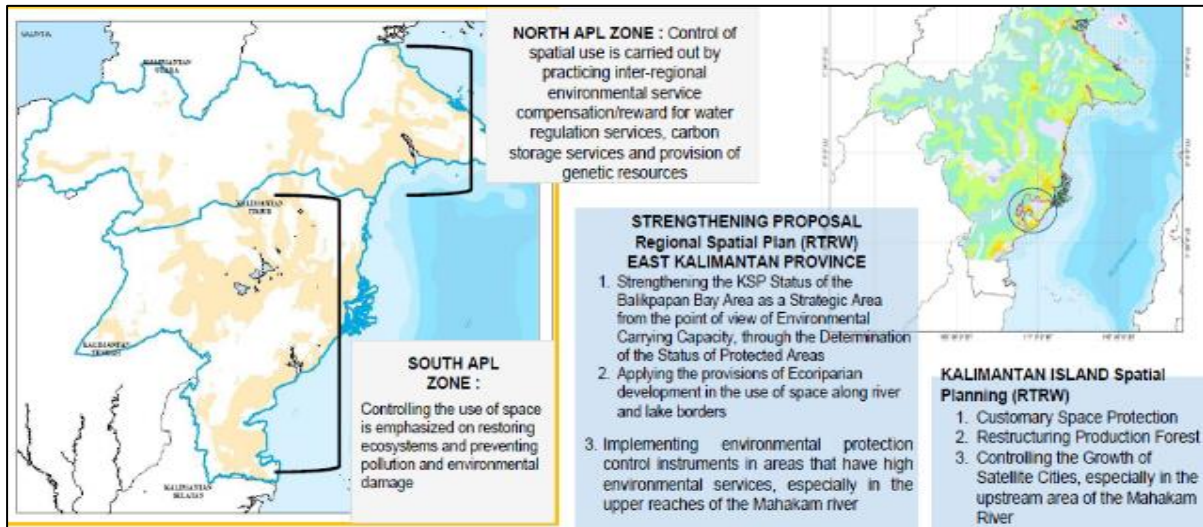 KALIMANTAN
UTARA
KALIMANTAN
TIMUR
KALIMANTAN
KALIMANTAN
SELATAN
NORTH APL ZONE : Control of
spatial use is carried out by
practicing inter-regional
environmental service
compensation/reward for water
regulation services, carbon
storage services and provision of
genetic resources
SOUTH APL
ZONE :
Controlling the use of space
is emphasized on restoring
ecosystems and preventing
pollution and environmental
damage
STRENGTHENING PROPOSAL
Regional Spatial Plan (RTRW)
EAST KALIMANTAN PROVINCE
1. Strengthening the KSP Status of the
Balikpapan Bay Area as a Strategic Area
from the point of view of Environmental
Carrying Capacity, through the Determination
of the Status of Protected Areas
2. Applying the provisions of Ecoriparian
development in the use of space along river
and lake borders
3. Implementing environmental protection
control instruments in areas that have high
environmental services, especially in the
upper reaches of the Mahakam river
KALIMANTAN ISLAND Spatial
Planning (RTRW)
1. Customary Space Protection
2. Restructuring Production Forest
3. Controlling the Growth of
Satellite Cities, especially in the
upstream area of the Mahakam
River